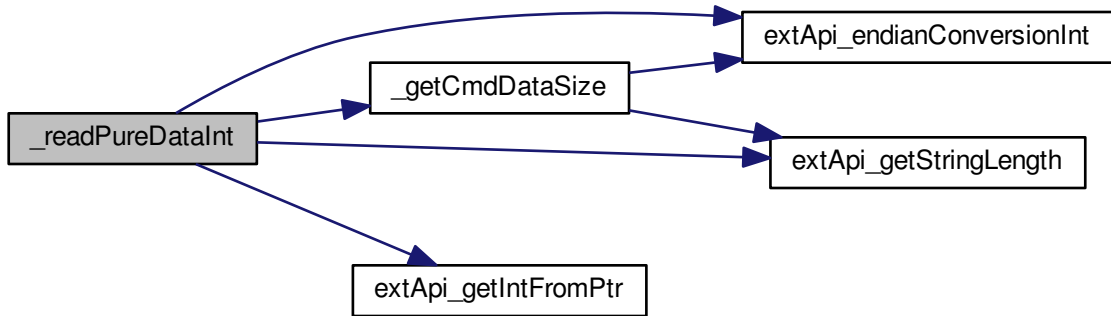 extApi_endianConversionInt
_getCmdDataSize
_readPureDataInt
extApi_getStringLength
extApi_getIntFromPtr